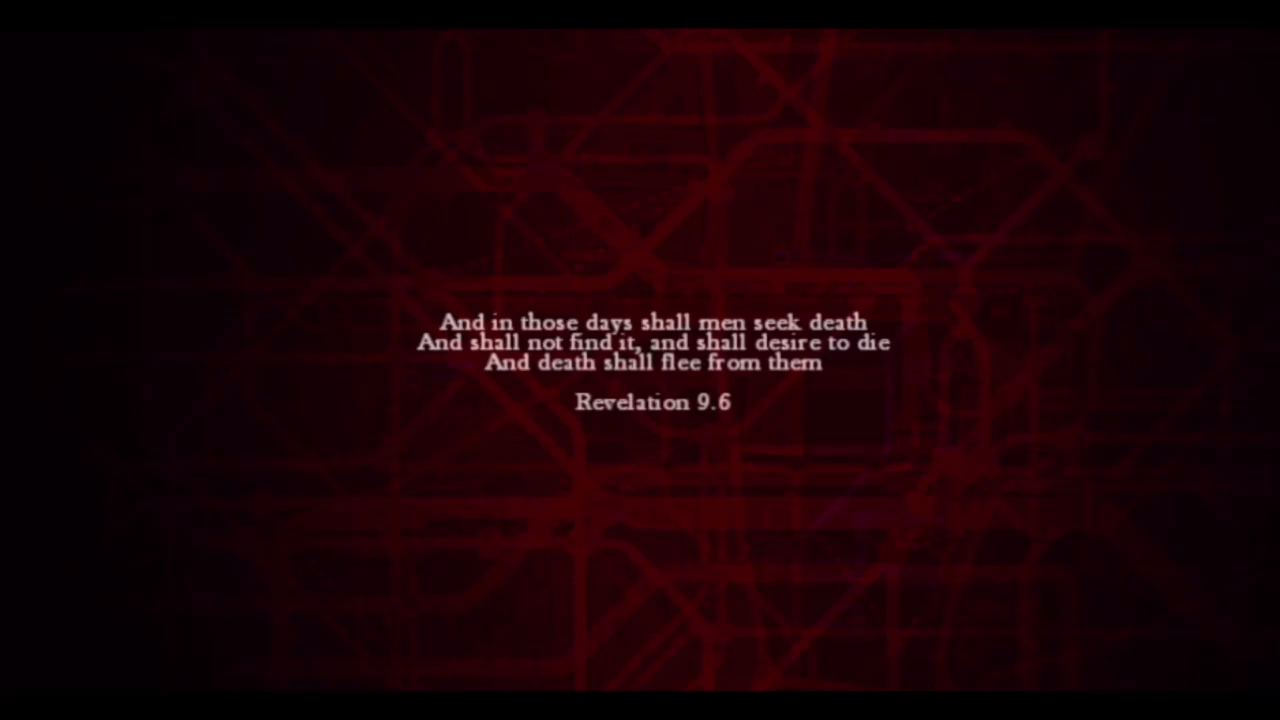 And in those days shall men seek death
And shall not find it, and shall desire to die
And death shall flee from them
Revelation 9.6